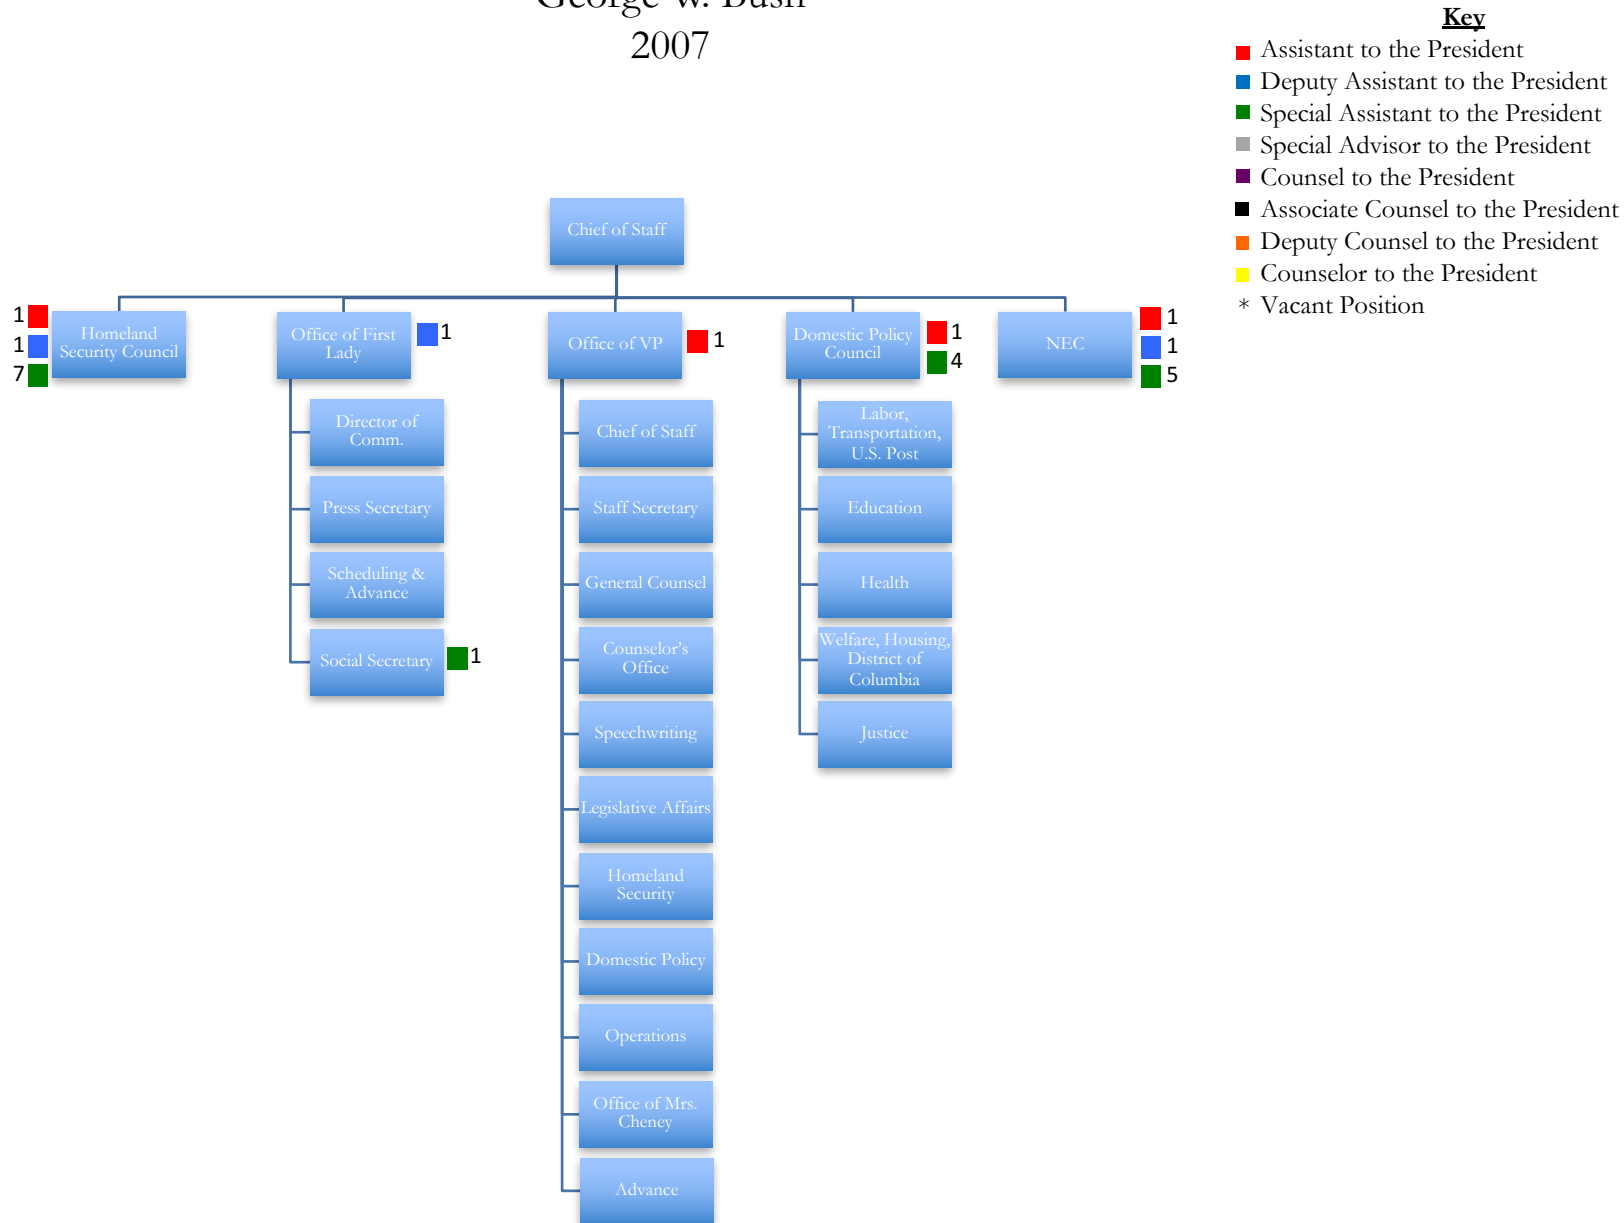 George W. Bush
2007
Key
Assistant to the President
Deputy Assistant to the President
Special Assistant to the President
Special Advisor to the President
Counsel to the President
Associate Counsel to the President
Deputy Counsel to the President
Counselor to the President
* Vacant Position
Chief of Staff
1
1
7
Homeland
Security Council
Office of First
Lady
1
Office of VP
1
Domestic Policy
Council
1
4
NEC
1
1
5
Director of
Comm.
Press Secretary
Scheduling &
Advance
Social Secretary
1
Chief of Staff
Staff Secretary
General Counsel
Counselor's
Office
Speechwriting
Legislative Affairs
Homeland
Security
Domestic Policy
Operations
Office of Mrs.
Cheney
Advance
Labor,
Transportation,
U.S. Post
Education
Health
Welfare, Housing,
District of
Columbia
Justice